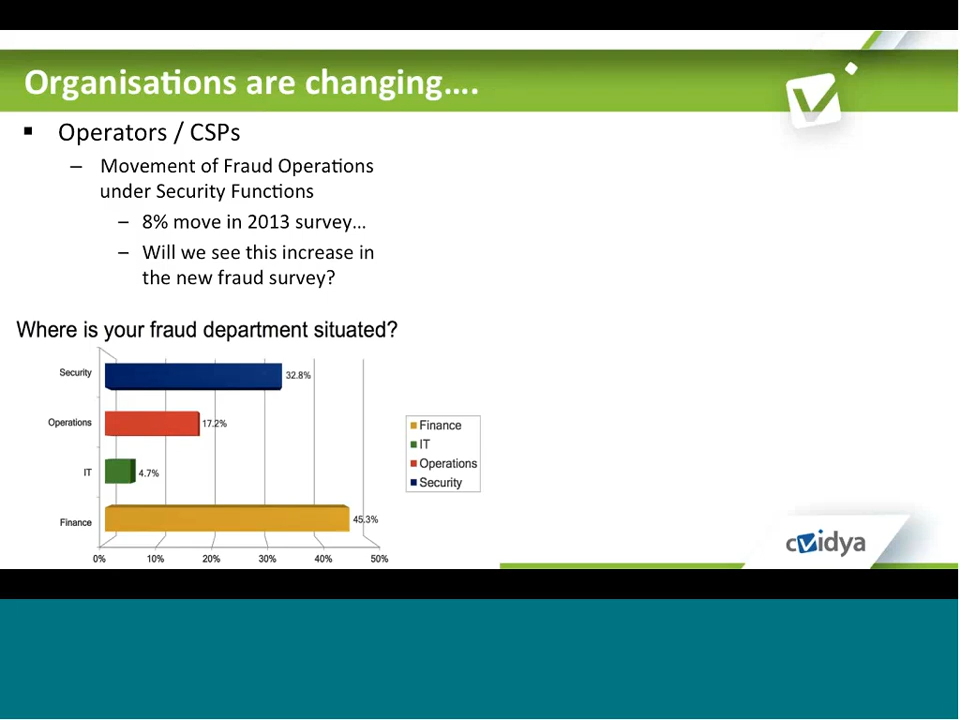 Organisations are changing....
▪ Operators / CSPs
– Movement of Fraud Operations
under Security Functions
– 8% move in 2013 survey...
– Will we see this increase in
the new fraud survey?
Where is your fraud department situated?
Security
32.8%
Operations
17.2%
IT
4.7%
Finance
45.3%
0% 10% 20% 30% 40% 50%
Finance
IT
Operations
Security
cvidya